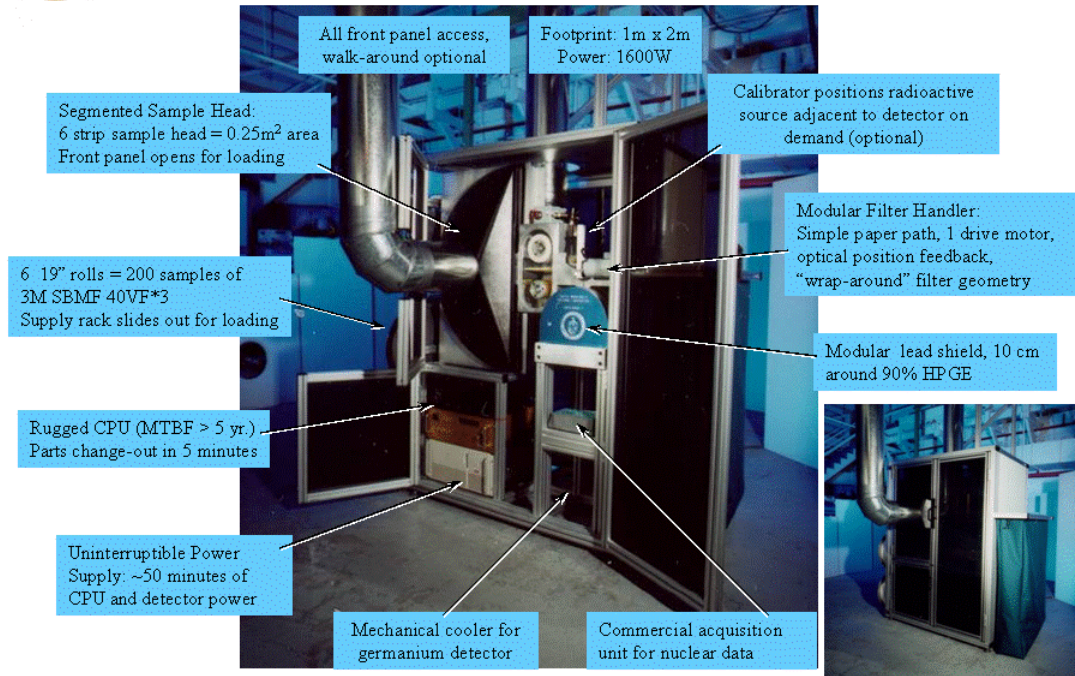 All front panel access,
walk-around optional
Footprint: 1m x 2m
Power: 1600W
Segmented Sample Head:
6 strip sample head = 0.25m² area
Front panel opens for loading
Calibrator positions radioactive
source adjacent to detector on
demand (optional)
Modular Filter Handler:
Simple paper path, 1 drive motor,
optical position feedback,
“wrap-around” filter geometry
6 19” rolls = 200 samples of
3M SBMF 40VF*3
Supply rack slides out for loading
Modular lead shield, 10 cm
around 90% HPGE
Rugged CPU (MTBF > 5 yr.)
Parts change-out in 5 minutes
Uninterruptible Power
Supply: ~50 minutes of
CPU and detector power
Mechanical cooler for
germanium detector
Commercial acquisition
unit for nuclear data